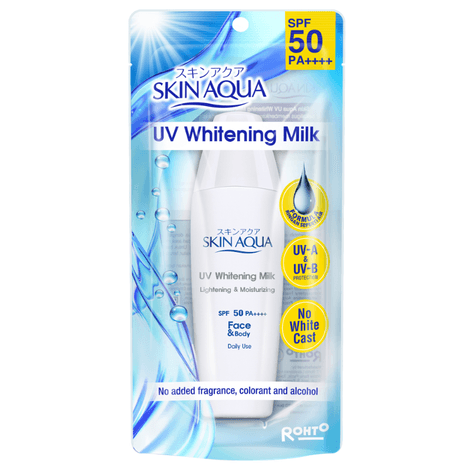 SPF
50
PA++++
スキンアクア
SKIN AQUA
UV Whitening Milk
スキンアクア
SKIN AQUA
UV Whitening Milk
Lightening & Moisturizing
SPF 50 PA++++
Face
& Body
Daily Use
FORMULA
UV-A
&
UV-B
PROTECTION
No
White
Cast
No added fragrance, colorant and alcohol
ROHTO